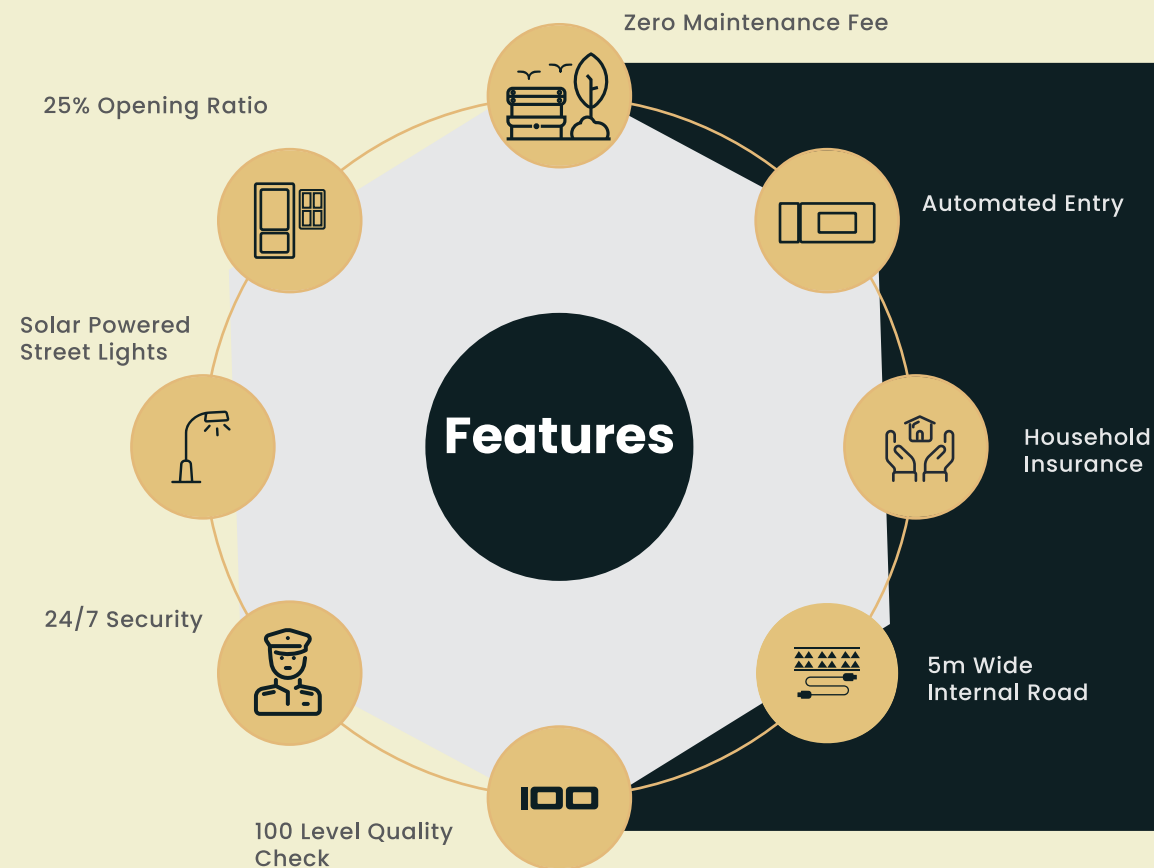 Zero Maintenance Fee
25% Opening Ratio
Automated Entry
Solar Powered
Street Lights
Features
Household
Insurance
24/7 Security
5m Wide
Internal Road
100
100 Level Quality
Check